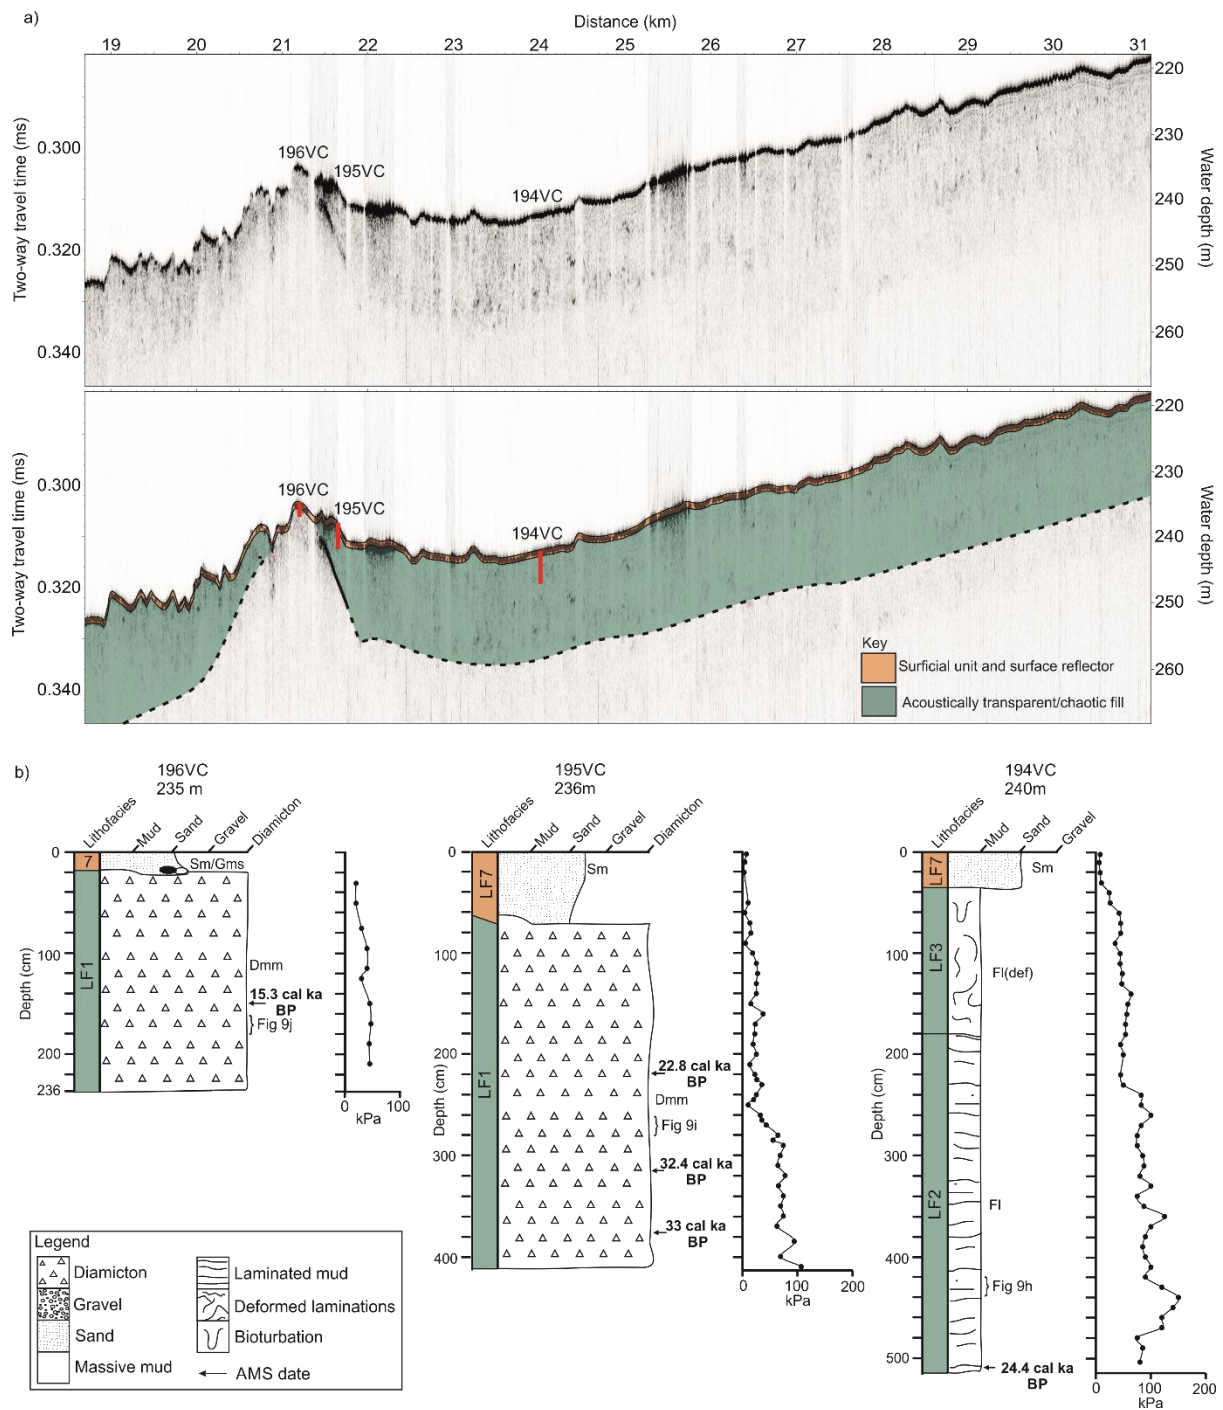 a)
Distance (km)
19 20 21 22 23 24 25 26 27 28 29 30 31
Two-way travel time (ms)
0.300
0.320
0.340
196VC
195VC
194VC
220
230
240
250
260
Water depth (m)
Two-way travel time (ms)
0.300
0.320
0.340
196VC
195VC
194VC
220
230
240
250
260
Water depth (m)
Key
Surficial unit and surface reflector
Acoustically transparent/chaotic fill
b)
196VC
235 m
Lithofacies Mud Sand Gravel Diamicton
Depth (cm)
0
100
200
236
7
LF1
Sm/Gms
Dmm
15.3 cal ka
BP
Fig 9j
0 100
kPa
195VC
236m
Lithofacies Mud Sand Gravel Diamicton
Depth (cm)
0
100
200
300
400
LF7
LF1
Sm
22.8 cal ka
BP
Dmm
Fig 9i
32.4 cal ka
BP
33 cal ka
BP
0 100 200
kPa
194VC
240m
Lithofacies Mud Sand Gravel
Depth (cm)
0
100
200
300
400
500
LF7
LF3
LF2
Sm
Fl(def)
Fl
Fig 9h
24.4 cal ka
BP
0 100 200
kPa
Legend
Diamicton
Gravel
Sand
Massive mud
Laminated mud
Deformed laminations
Bioturbation
AMS date